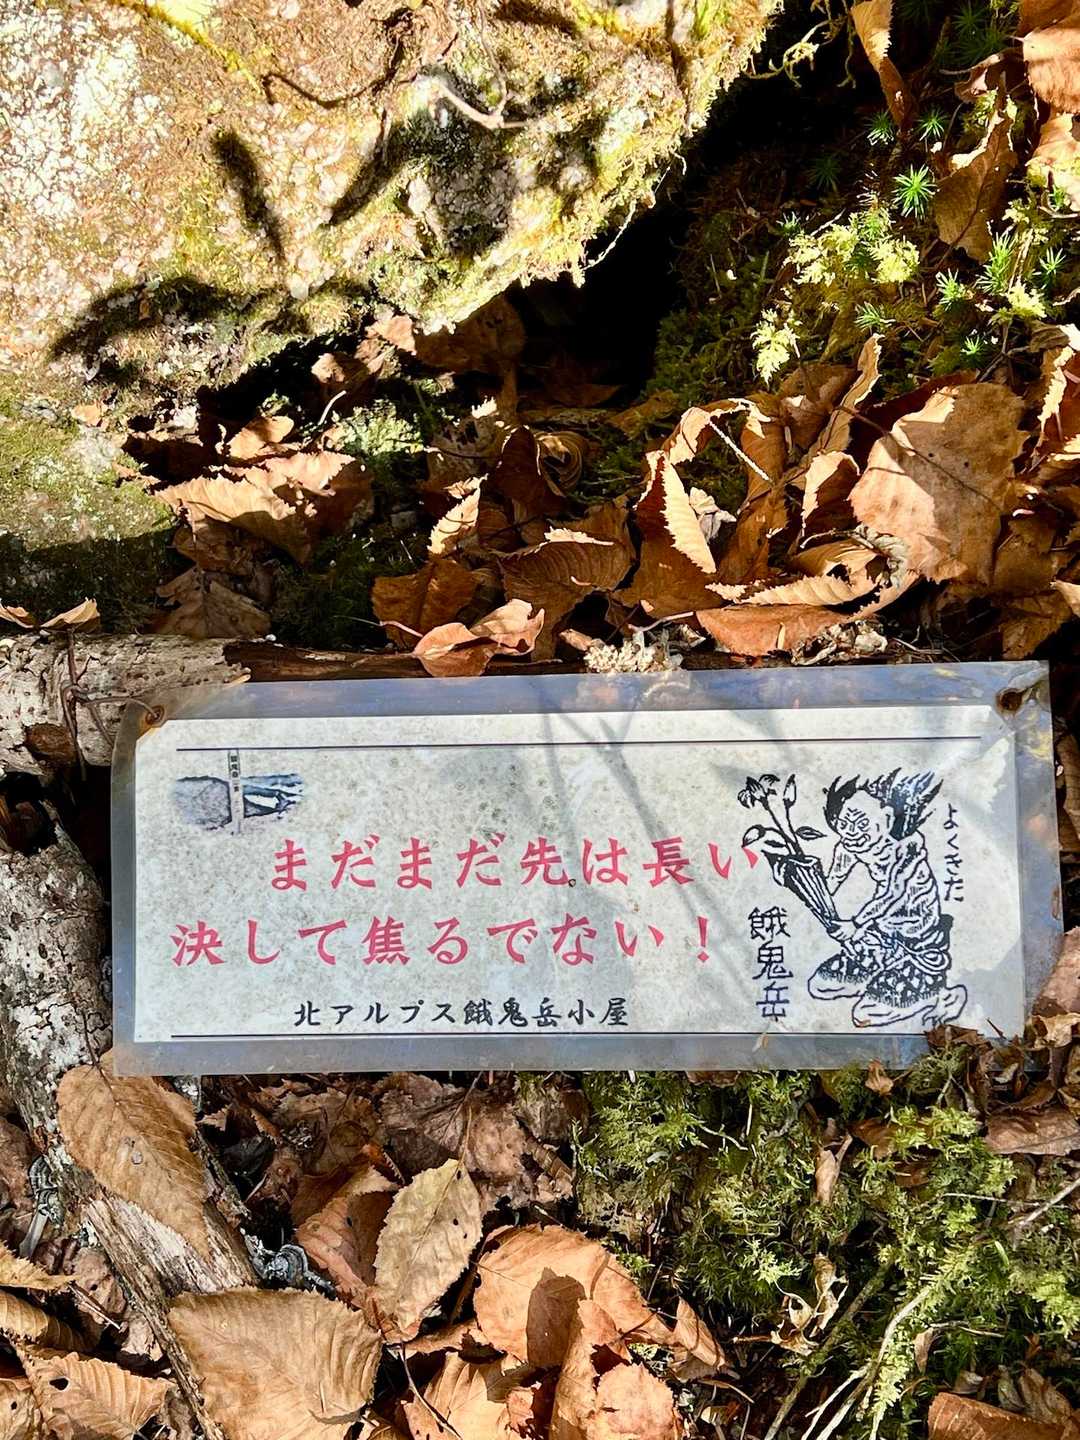 まだまだ先は長い
決して焦るでない！
北アルプス餓鬼岳小屋
餓鬼岳
よくきた